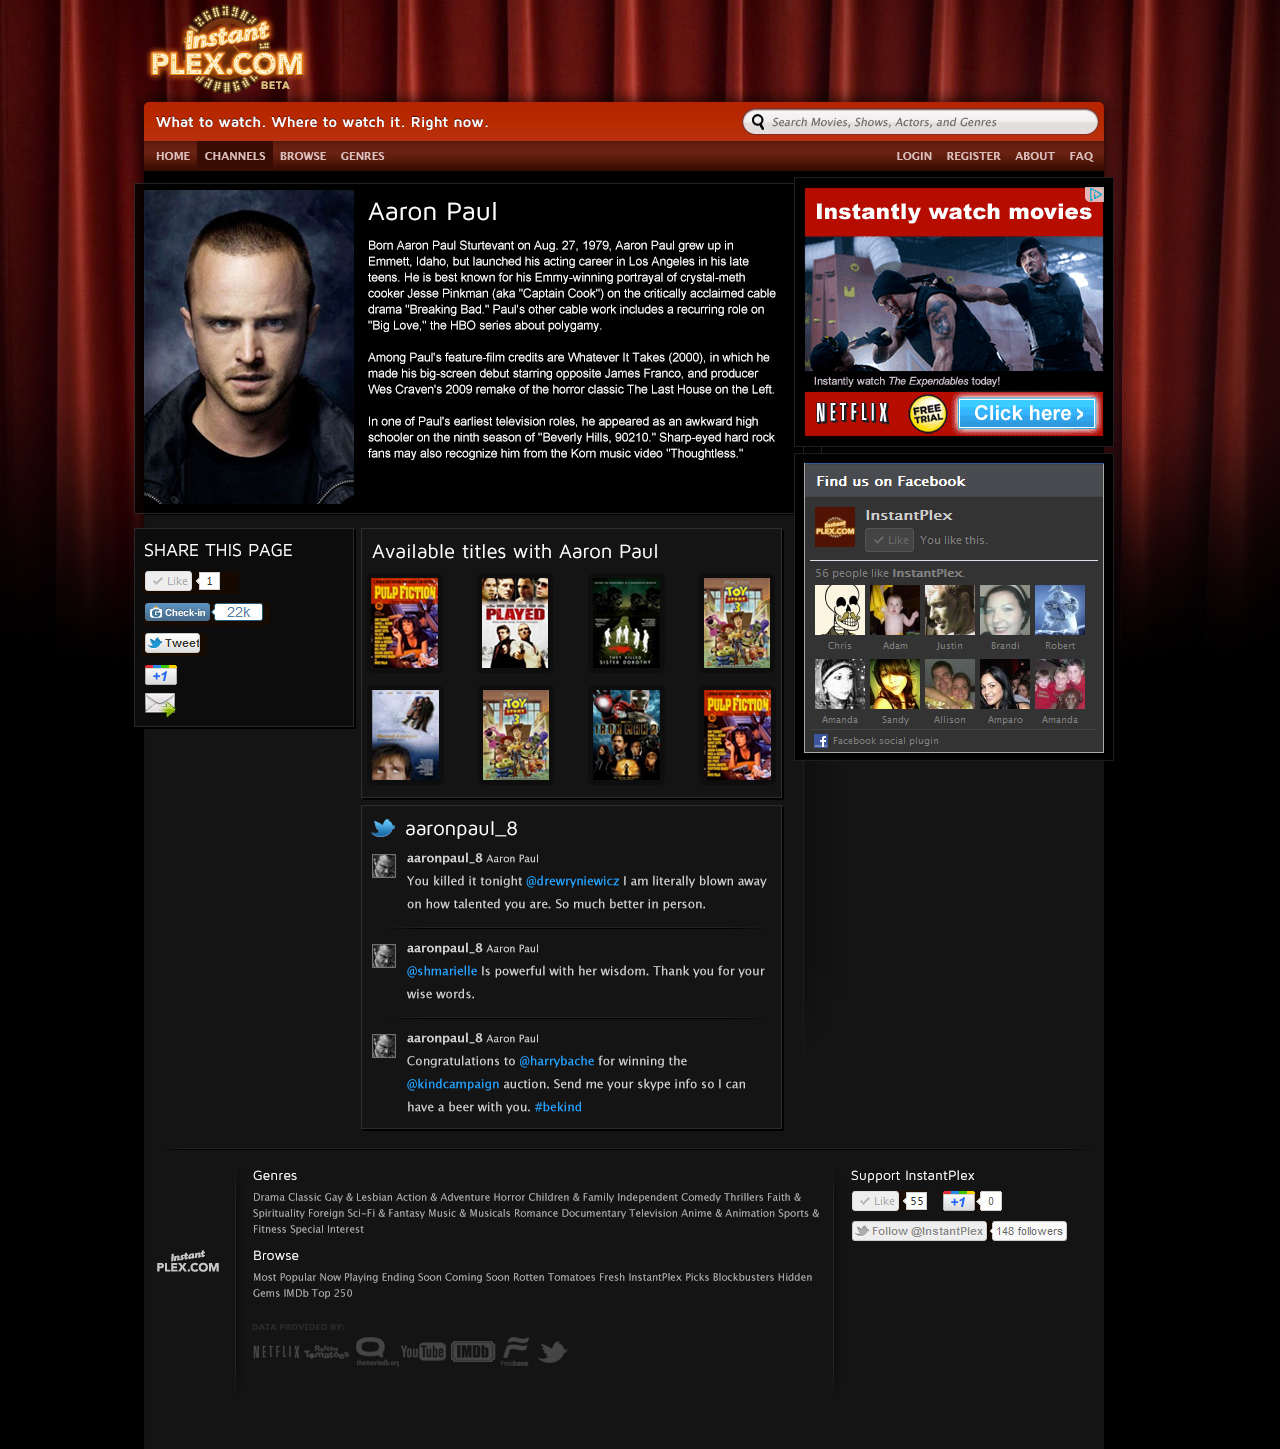 Instant
PLEX.COM
BETA
What to watch. Where to watch it. Right now.
Search Movies, Shows, Actors, and Genres
HOME CHANNELS BROWSE GENRES
LOGIN REGISTER ABOUT FAQ
Aaron Paul
Born Aaron Paul Sturtevant on Aug. 27, 1979, Aaron Paul grew up in
Emmett, Idaho, but launched his acting career in Los Angeles in his late
teens. He is best known for his Emmy-winning portrayal of crystal-meth
cooker Jesse Pinkman (aka "Captain Cook") on the critically acclaimed cable
drama "Breaking Bad." Paul's other cable work includes a recurring role on
"Big Love," the HBO series about polygamy.
Among Paul's feature-film credits are Whatever It Takes (2000), in which he
made his big-screen debut starring opposite James Franco, and producer
Wes Craven's 2009 remake of the horror classic The Last House on the Left.
In one of Paul's earliest television roles, he appeared as an awkward high
schooler on the ninth season of "Beverly Hills, 90210." Sharp-eyed hard rock
fans may also recognize him from the Korn music video "Thoughtless."
Instantly watch movies
Instantly watch The Expendables today!
NETFLIX
FREE
TRIAL
Click here ›
Find us on Facebook
InstantPlex
Like You like this.
56 people like InstantPlex.
Chris Adam Justin Brandi Robert
Amanda Sandy Allison Amparo Amanda
Facebook social plugin
SHARE THIS PAGE
Like 1
Check-in 22k
Tweet
+1
Available titles with Aaron Paul
PULP FICTION
PLAYED
THEY KILLED
SISTER DOROTHY
TOY
STORY
3
TOY
STORY
3
IRON MAN 2
PULP FICTION
aaronpaul_8
aaronpaul_8 Aaron Paul
You killed it tonight @drewryniewicz I am literally blown away
on how talented you are. So much better in person.
aaronpaul_8 Aaron Paul
@shmarielle Is powerful with her wisdom. Thank you for your
wise words.
aaronpaul_8 Aaron Paul
Congratulations to @harrybache for winning the
@kindcampaign auction. Send me your skype info so I can
have a beer with you. #bekind
Instant
PLEX.COM
Genres
Drama Classic Gay & Lesbian Action & Adventure Horror Children & Family Independent Comedy Thrillers Faith &
Spirituality Foreign Sci-Fi & Fantasy Music & Musicals Romance Documentary Television Anime & Animation Sports &
Fitness Special Interest
Browse
Most Popular Now Playing Ending Soon Coming Soon Rotten Tomatoes Fresh InstantPlex Picks Blockbusters Hidden
Gems IMDb Top 250
DATA PROVIDED BY:
NETFLIX Rotten Tomatoes themoviedb.org YouTube IMDb Freebase
Support InstantPlex
Like 55 +1 0
Follow @InstantPlex 148 followers